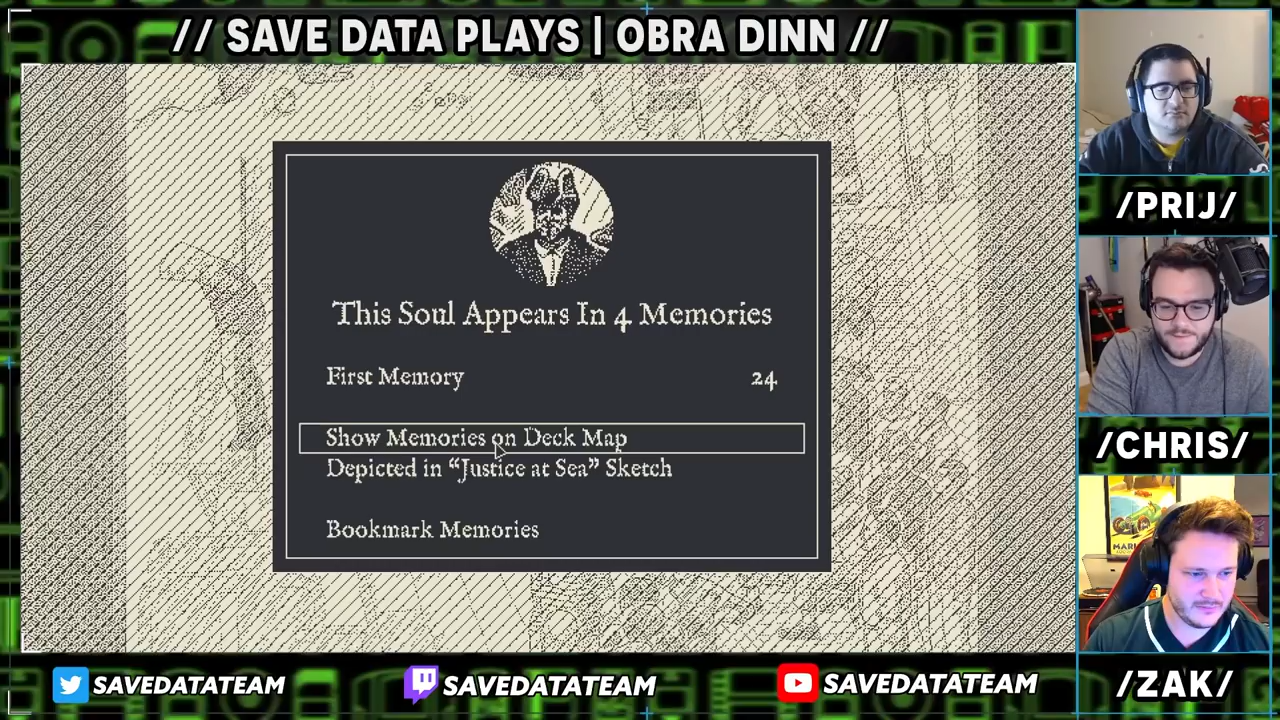 // SAVE DATA PLAYS | OBRA DINN //
This Soul Appears In 4 Memories
First Memory 24
Show Memories on Deck Map
Depicted in “Justice at Sea” Sketch
Bookmark Memories
/PRIJ/
/CHRIS/
MARI
/ZAK/
SAVEDATATEAM
SAVEDATATEAM
SAVEDATATEAM